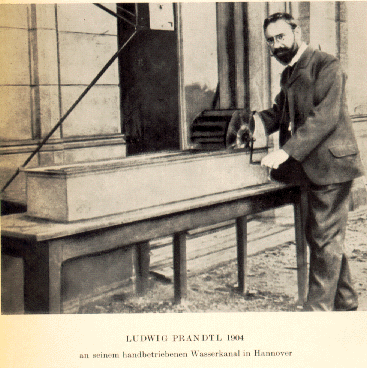 LUDWIG PRANDTL 1904
an seinem handbetriebenen Wasserkanal in Hannover